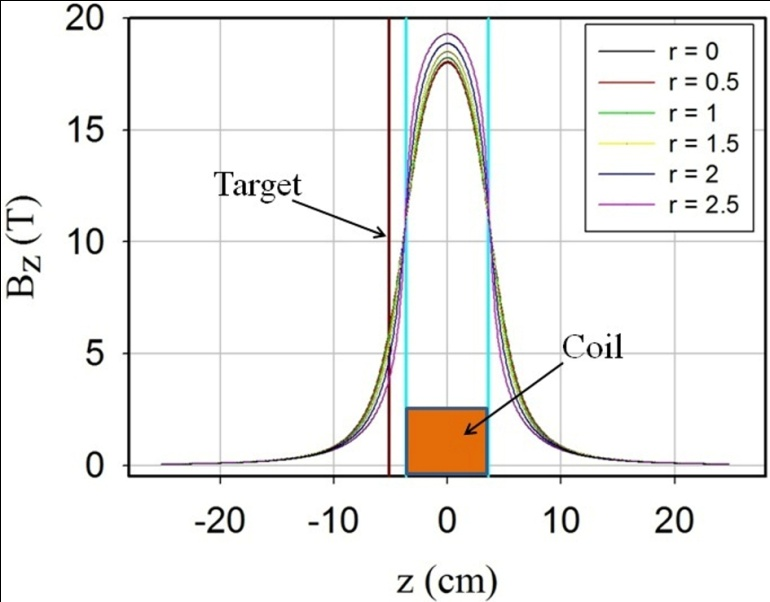 20
15
10
5
0
Bz (T)
Target
Coil
r = 0
r = 0.5
r = 1
r = 1.5
r = 2
r = 2.5
-20 -10 0 10 20
z (cm)